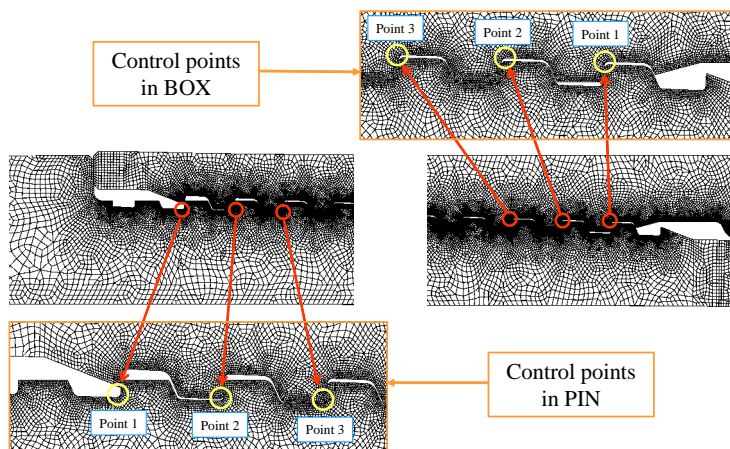 Point 3
Point 2
Point 1
Control points
in BOX
Control points
in PIN
Point 1
Point 2
Point 3